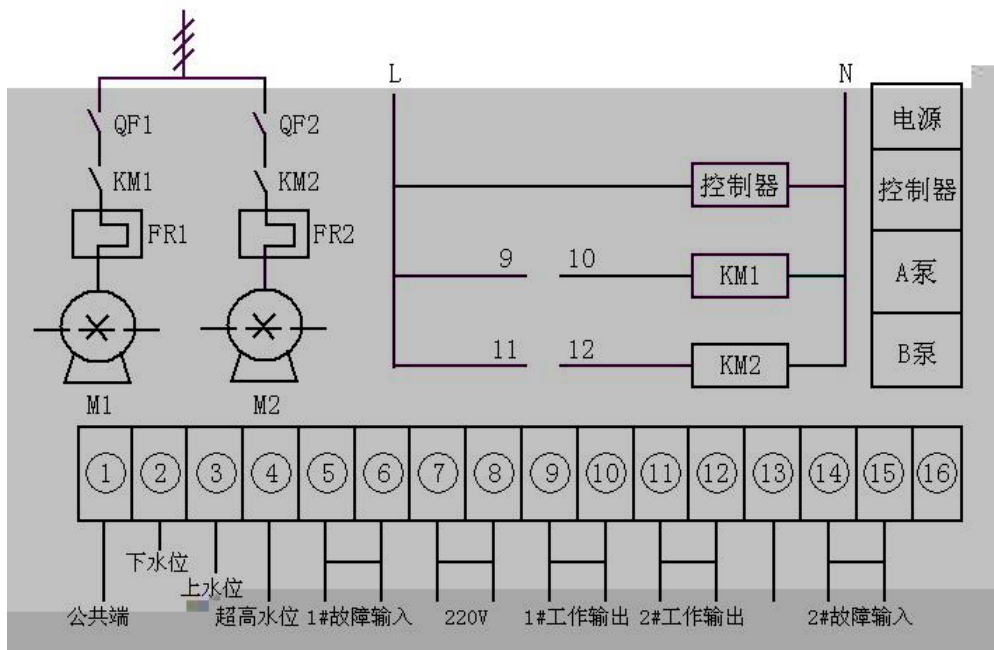 L N
QF1 QF2 电源
KM1 KM2 控制器 控制器
FR1 FR2
9 10 KM1 A泵
11 12 KM2 B泵
M1 M2
1 2 3 4 5 6 7 8 9 10 11 12 13 14 15 16
下水位
上水位
公共端 超高水位 1#故障输入 220V 1#工作输出 2#工作输出 2#故障输入